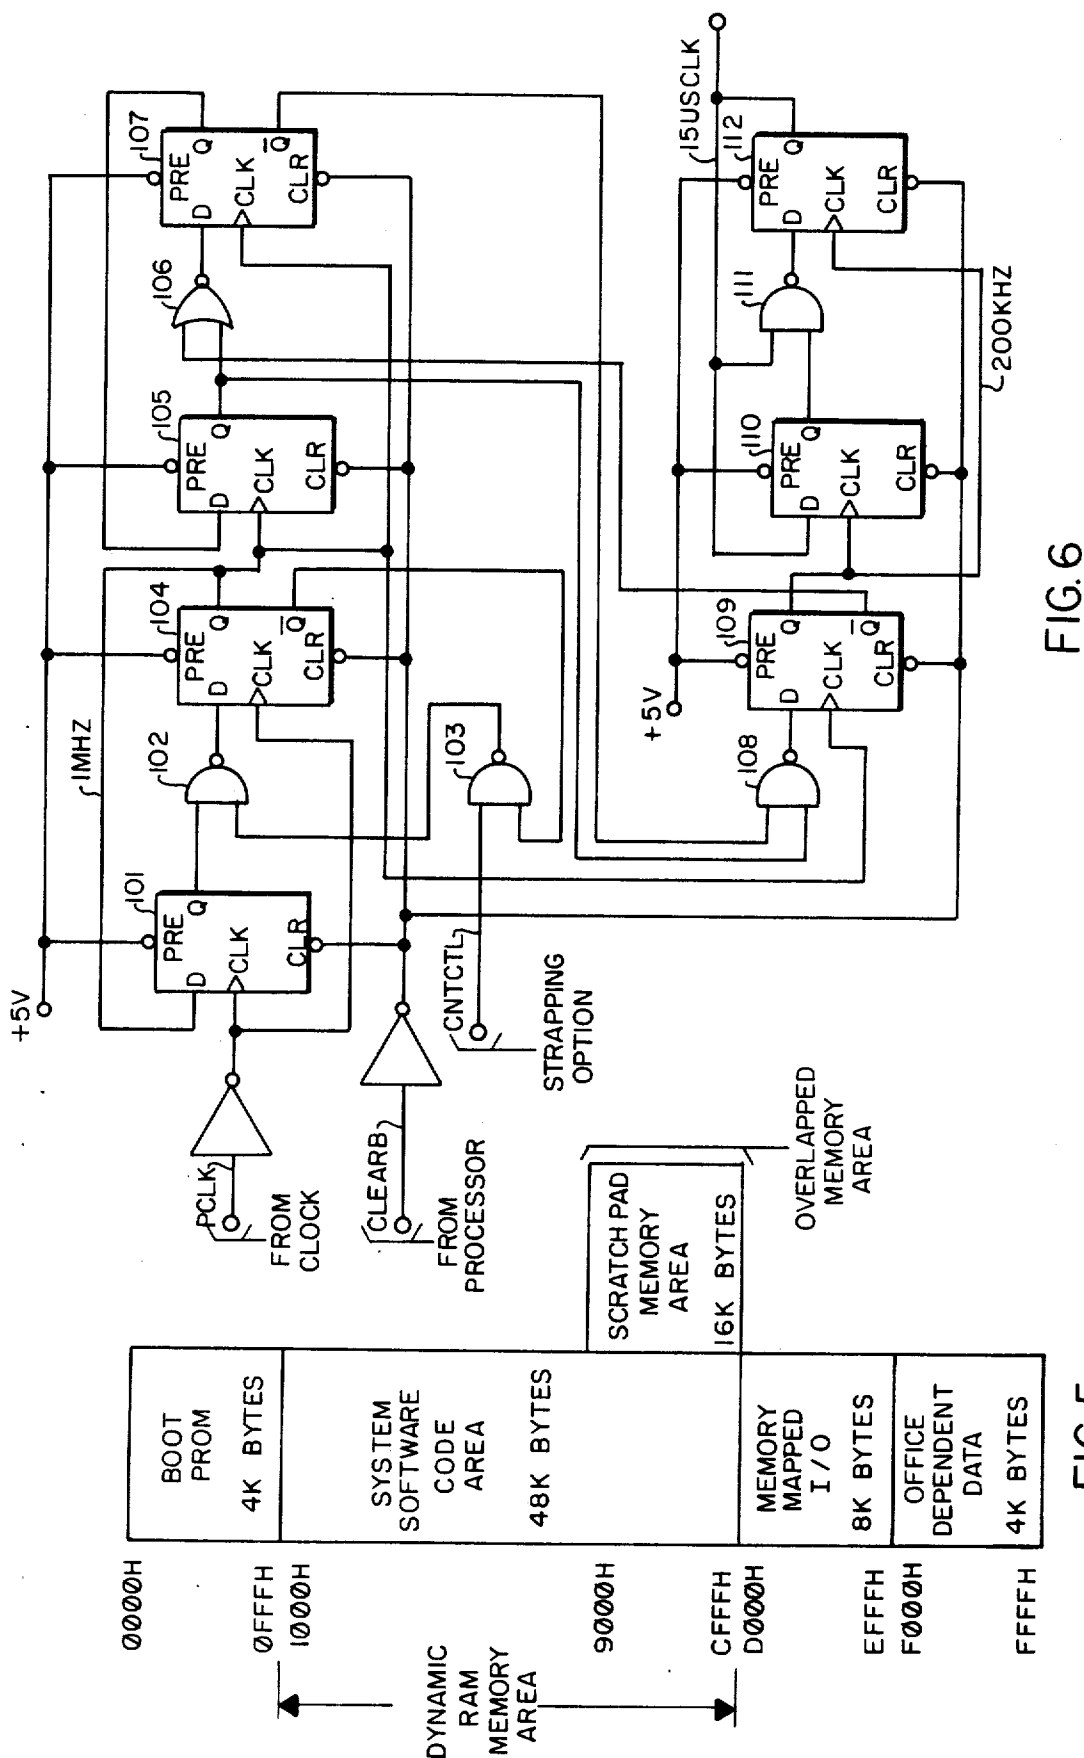 +5V
1MHZ
101
PRE
D
Q
CLK
CLR
102
104
PRE
D
Q
CLK
Q
CLR
105
PRE
D
Q
CLK
CLR
106
107
PRE
D
Q
CLK
Q
CLR
103
PCLK
FROM
CLOCK
CLEARB
FROM
PROCESSOR
CNTCTL
STRAPPING
OPTION
+5V
108
109
PRE
D
Q
CLK
Q
CLR
110
PRE
D
Q
CLK
CLR
111
112
PRE
D
Q
CLK
CLR
15USCLK
200KHZ
FIG. 6
0000H
0FFFH
1000H
9000H
CFFFH
D000H
EFFFH
F000H
FFFFH
DYNAMIC
RAM
MEMORY
AREA
BOOT
PROM
4K BYTES
SYSTEM
SOFTWARE
CODE
AREA
48K BYTES
SCRATCH PAD
MEMORY
AREA
16K BYTES
OVERLAPPED
MEMORY
AREA
MEMORY
MAPPED
I/O
8K BYTES
OFFICE
DEPENDENT
DATA
4K BYTES